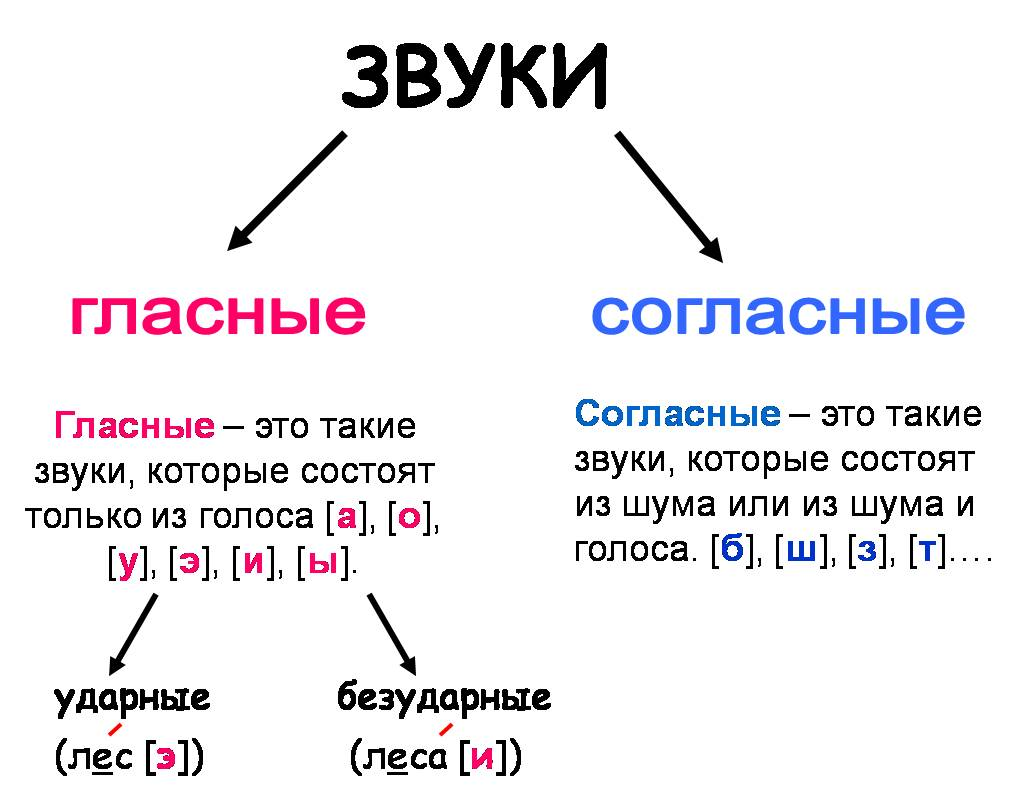 ЗВУКИ
гласные
согласные
Гласные – это такие
звуки, которые состоят
только из голоса [а], [о],
[у], [э], [и], [ы].
Согласные – это такие
звуки, которые состоят
из шума или из шума и
голоса. [б], [ш], [з], [т]….
ударные
(лес [э])
безударные
(леса [и])